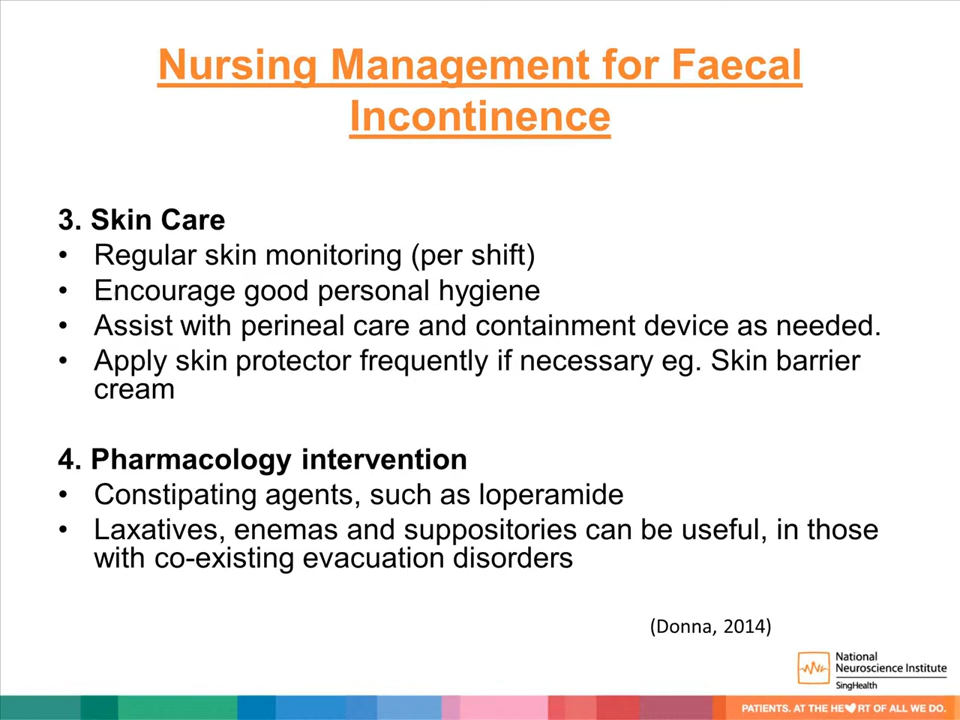 Nursing Management for Faecal
Incontinence
3. Skin Care
• Regular skin monitoring (per shift)
• Encourage good personal hygiene
• Assist with perineal care and containment device as needed.
• Apply skin protector frequently if necessary eg. Skin barrier
cream
4. Pharmacology intervention
• Constipating agents, such as loperamide
• Laxatives, enemas and suppositories can be useful, in those
with co-existing evacuation disorders
(Donna, 2014)
National
Neuroscience Institute
SingHealth
PATIENTS. AT THE HE♥RT OF ALL WE DO.